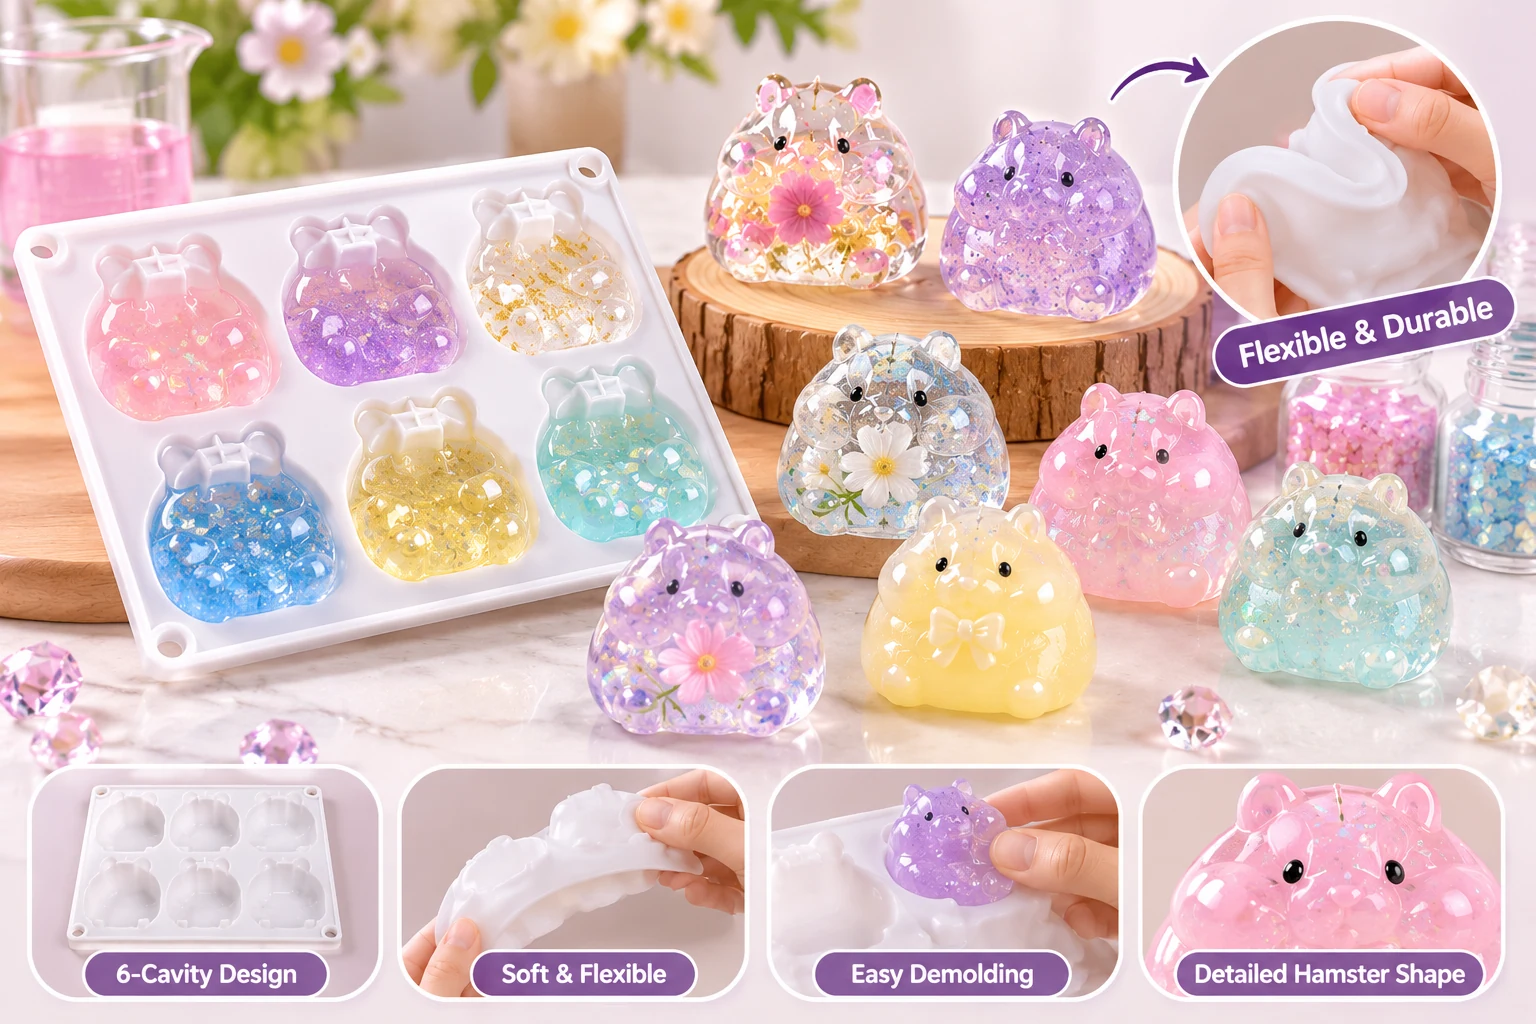 Flexible & Durable
6-Cavity Design
Soft & Flexible
Easy Demolding
Detailed Hamster Shape